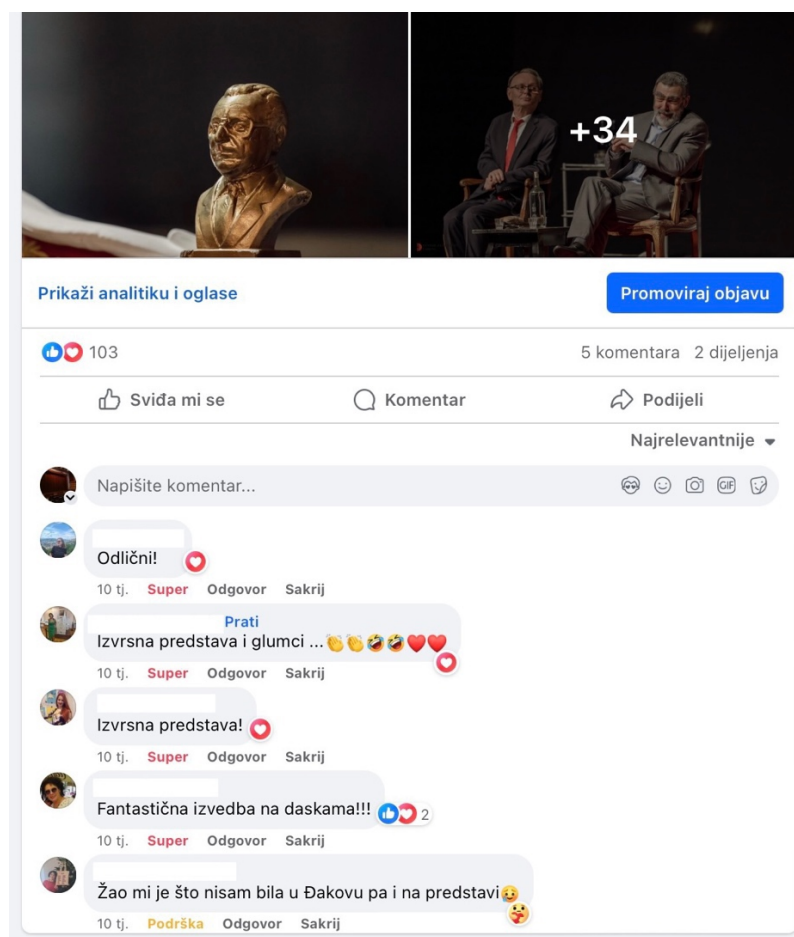 +34
Prikaži analitiku i oglase
Promoviraj objavu
103
5 komentara 2 dijeljenja
Sviđa mi se Komentar Podijeli
Najrelevantnije
Napišite komentar...
GIF
Odlični!
10 tj. Super Odgovor Sakrij
Prati
Izvrsna predstava i glumci ...👏👏🤣🤣❤️❤️
10 tj. Super Odgovor Sakrij
Izvrsna predstava!
10 tj. Super Odgovor Sakrij
Fantastična izvedba na daskama!!!
2
10 tj. Super Odgovor Sakrij
Žao mi je što nisam bila u Đakovu pa i na predstavi🥲
10 tj. Podrška Odgovor Sakrij